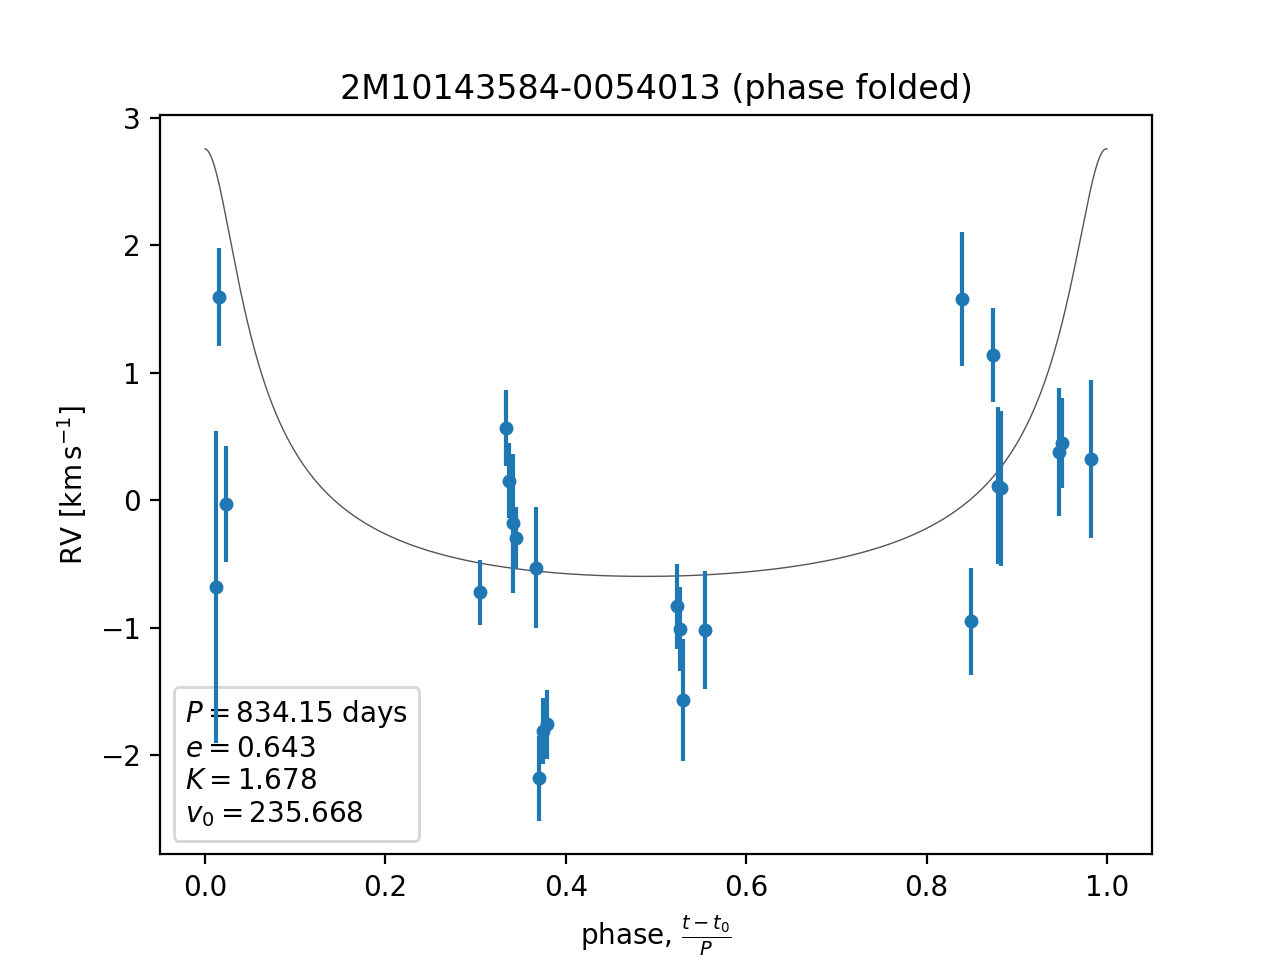 2M10143584-0054013 (phase folded)
RV [km s⁻¹]
3
2
1
0
−1
−2
P = 834.15 days
e = 0.643
K = 1.678
v₀ = 235.668
0.0 0.2 0.4 0.6 0.8 1.0
phase, (t − t₀)/P